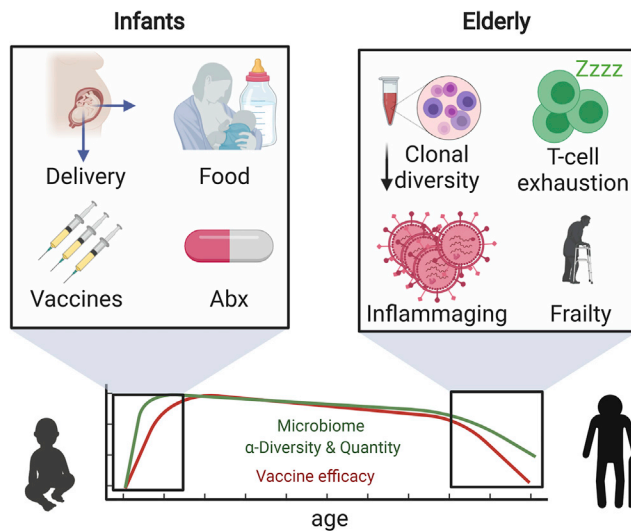 Infants
Delivery
Food
Vaccines
Abx
Elderly
Zzzz
Clonal
diversity
T-cell
exhaustion
Inflammaging
Frailty
Microbiome
α-Diversity & Quantity
Vaccine efficacy
age